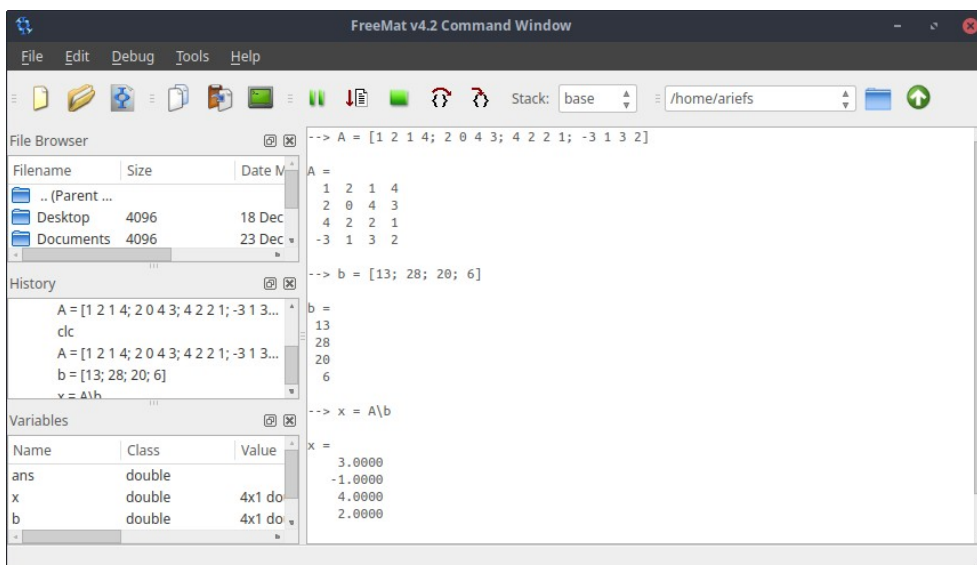 FreeMat v4.2 Command Window
File Edit Debug Tools Help
Stack: base /home/ariefs
File Browser
Filename Size Date M
.. (Parent ...
Desktop 4096 18 Dec
Documents 4096 23 Dec
History
A = [1 2 1 4; 2 0 4 3; 4 2 2 1; -3 1 3...
clc
A = [1 2 1 4; 2 0 4 3; 4 2 2 1; -3 1 3...
b = [13; 28; 20; 6]
x = A\b
Variables
Name Class Value
ans double
x double 4x1 do
b double 4x1 do
--> A = [1 2 1 4; 2 0 4 3; 4 2 2 1; -3 1 3 2]
A =
1 2 1 4
2 0 4 3
4 2 2 1
-3 1 3 2
--> b = [13; 28; 20; 6]
b =
13
28
20
6
--> x = A\b
x =
3.0000
-1.0000
4.0000
2.0000